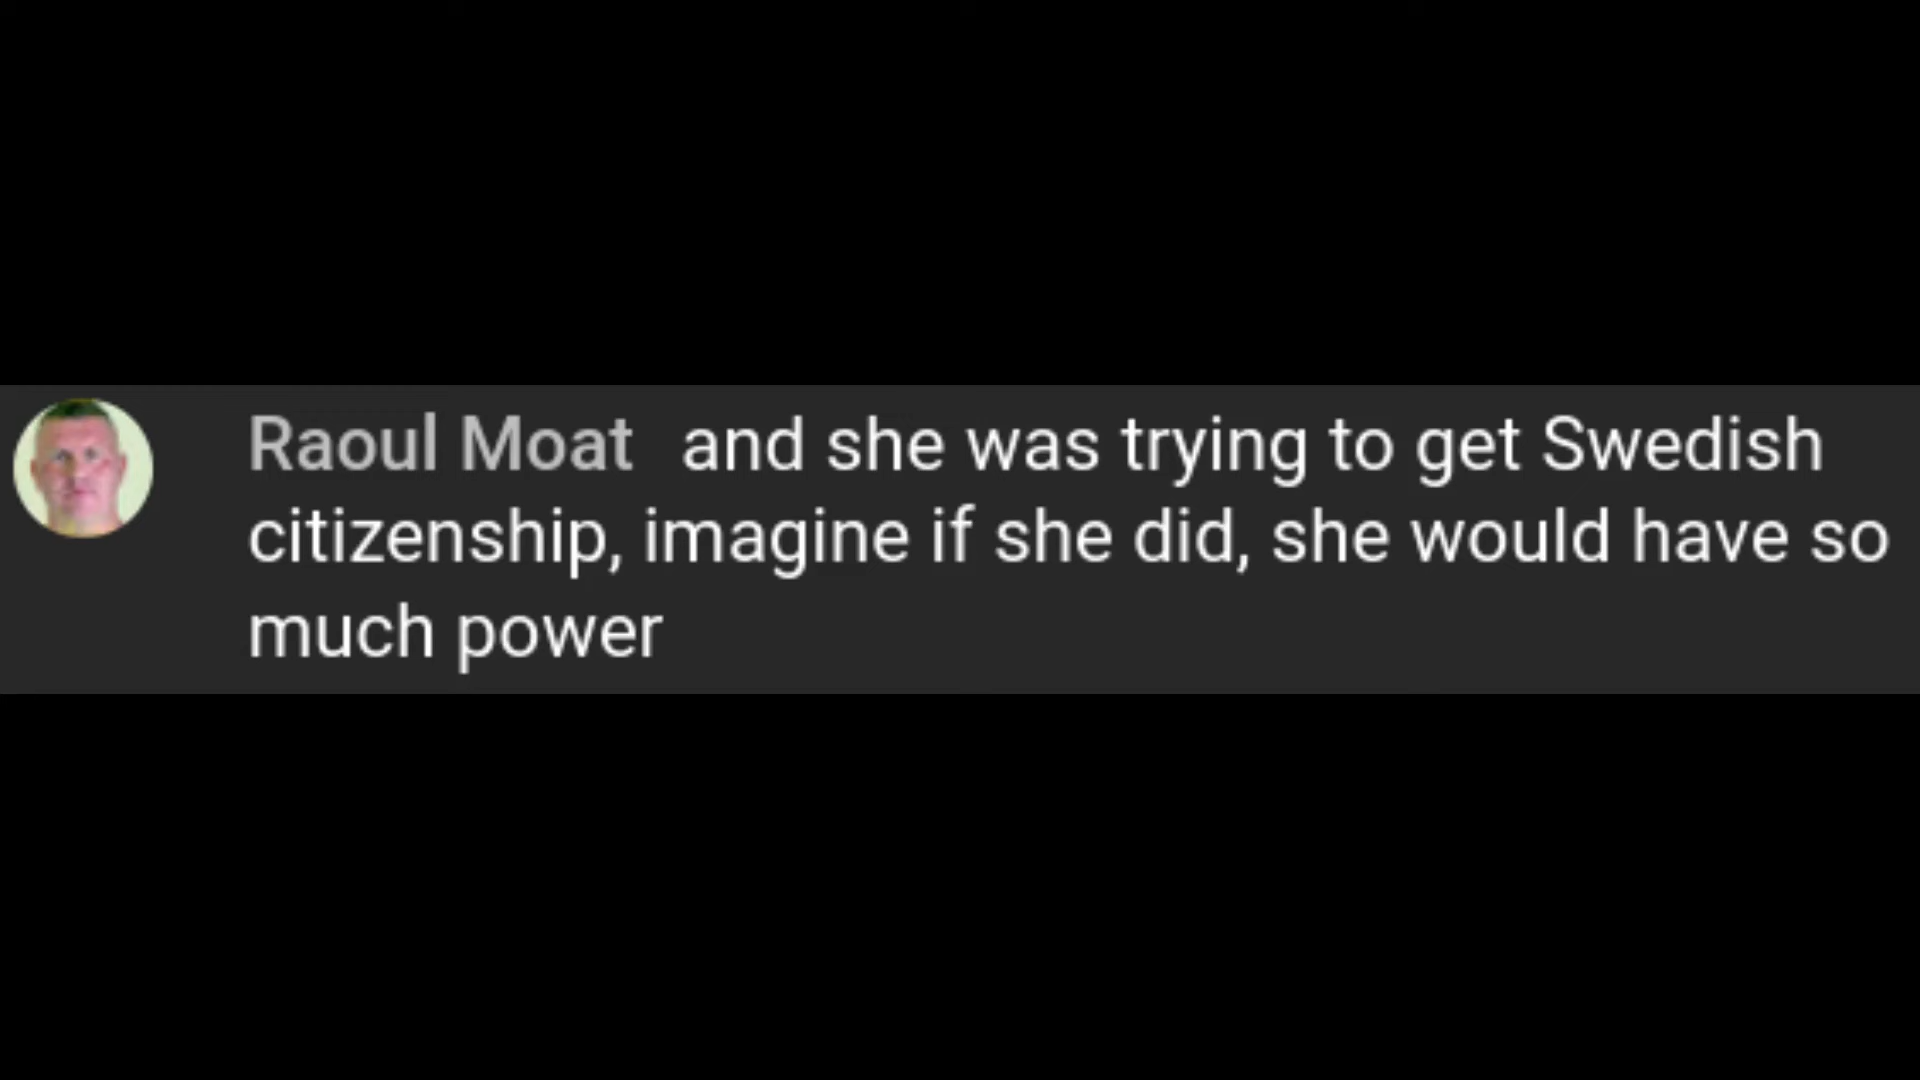 Raoul Moat and she was trying to get Swedish
citizenship, imagine if she did, she would have so
much power